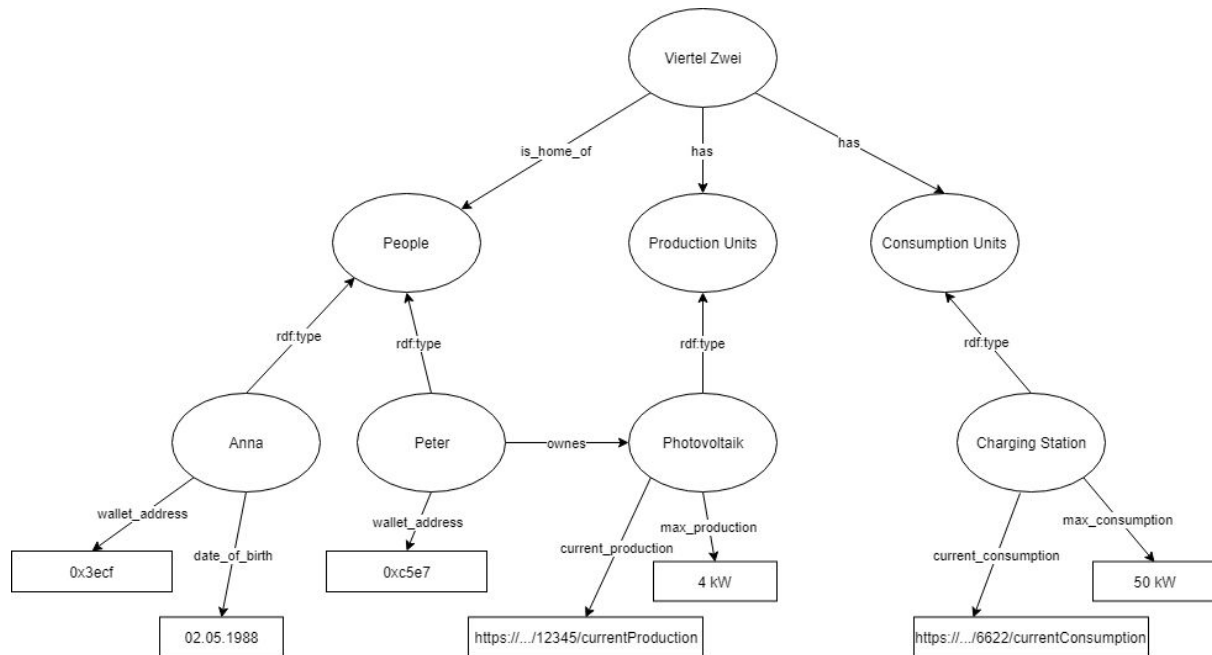 Viertel Zwei
is_home_of
has
has
People
Production Units
Consumption Units
rdf:type
rdf:type
rdf:type
rdf:type
Anna
Peter
ownes
Photovoltaik
Charging Station
wallet_address
date_of_birth
wallet_address
current_production
max_production
current_consumption
max_consumption
0x3ecf
0xc5e7
4 kW
50 kW
02.05.1988
https://.../12345/currentProduction
https://.../6622/currentConsumption